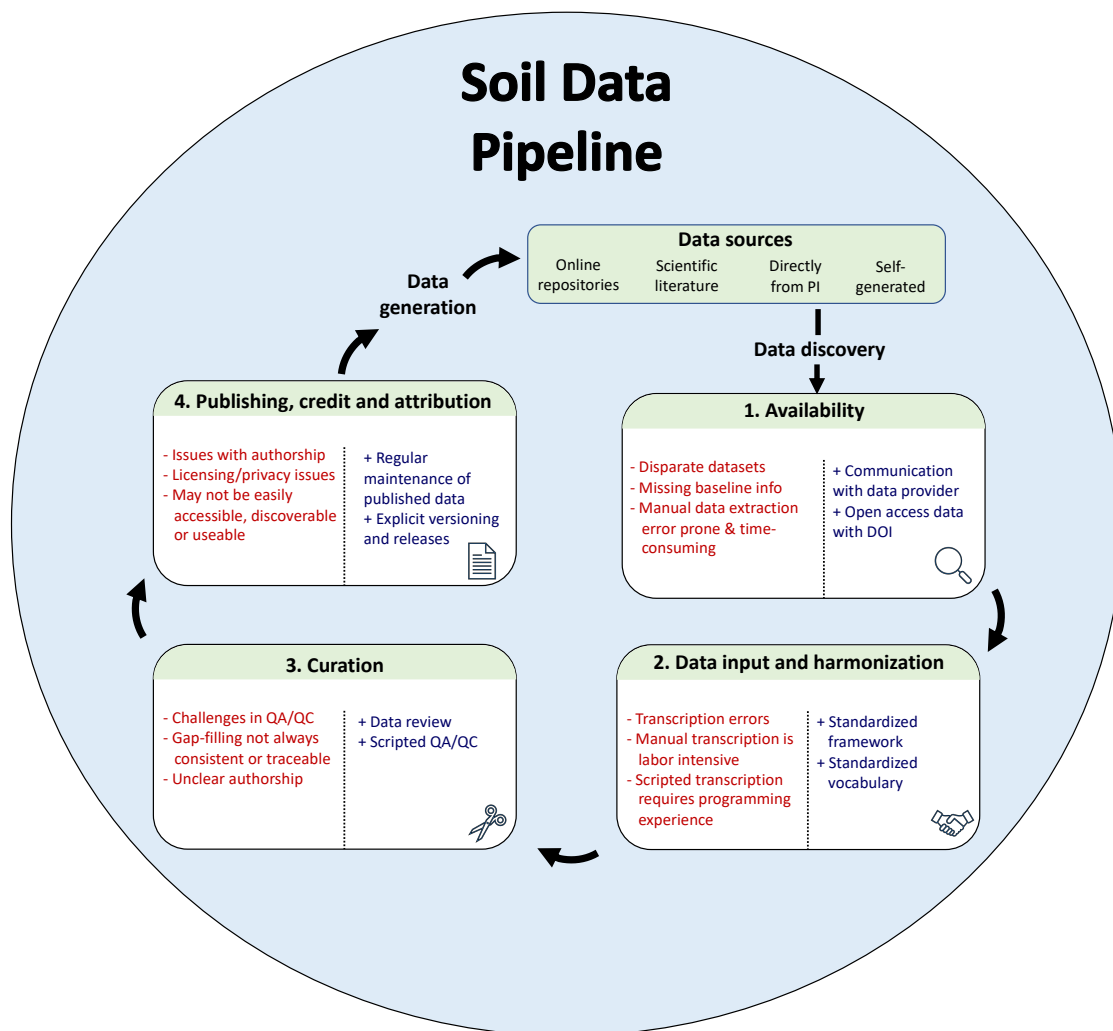 Soil Data
Pipeline
Data sources
Online
repositories
Scientific
literature
Directly
from PI
Self-
generated
Data
generation
Data discovery
1. Availability
- Disparate datasets
- Missing baseline info
- Manual data extraction
error prone & time-
consuming
+ Communication
with data provider
+ Open access data
with DOI
2. Data input and harmonization
- Transcription errors
- Manual transcription is
labor intensive
- Scripted transcription
requires programming
experience
+ Standardized
framework
+ Standardized
vocabulary
3. Curation
- Challenges in QA/QC
- Gap-filling not always
consistent or traceable
- Unclear authorship
+ Data review
+ Scripted QA/QC
4. Publishing, credit and attribution
- Issues with authorship
- Licensing/privacy issues
- May not be easily
accessible, discoverable
or useable
+ Regular
maintenance of
published data
+ Explicit versioning
and releases